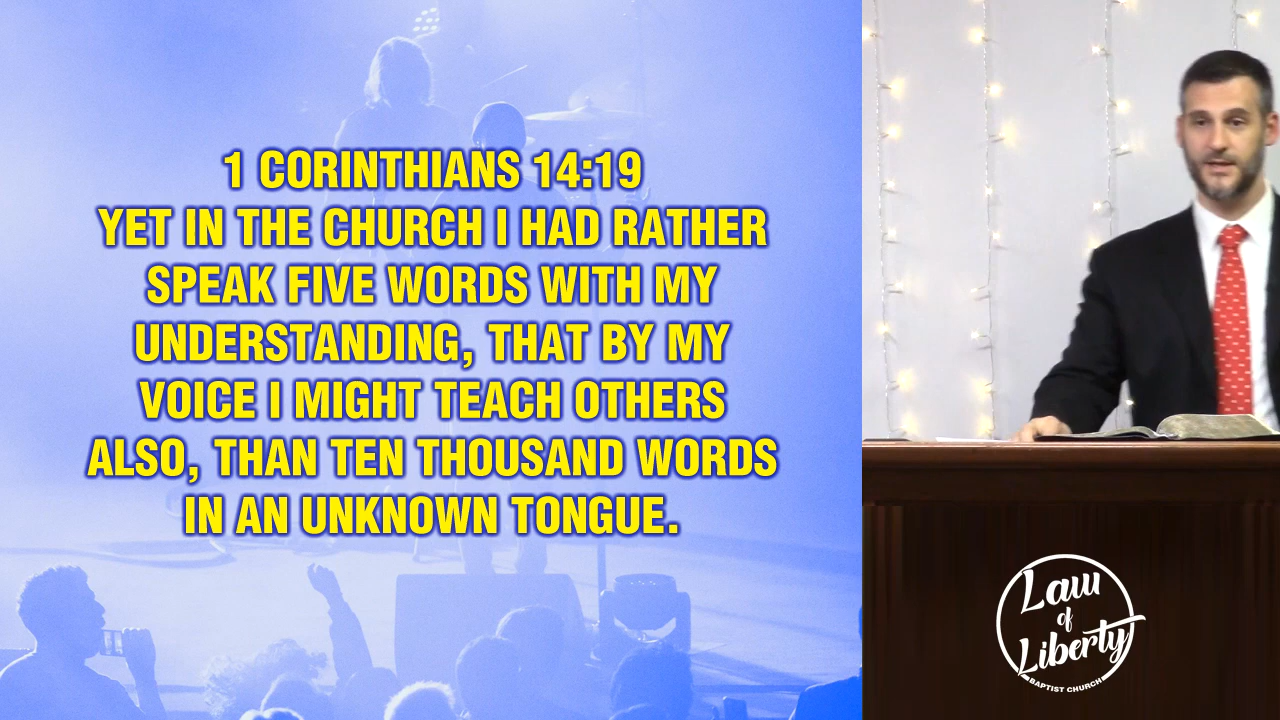 1 CORINTHIANS 14:19
YET IN THE CHURCH I HAD RATHER
SPEAK FIVE WORDS WITH MY
UNDERSTANDING, THAT BY MY
VOICE I MIGHT TEACH OTHERS
ALSO, THAN TEN THOUSAND WORDS
IN AN UNKNOWN TONGUE.
Law
of
Liberty
BAPTIST CHURCH